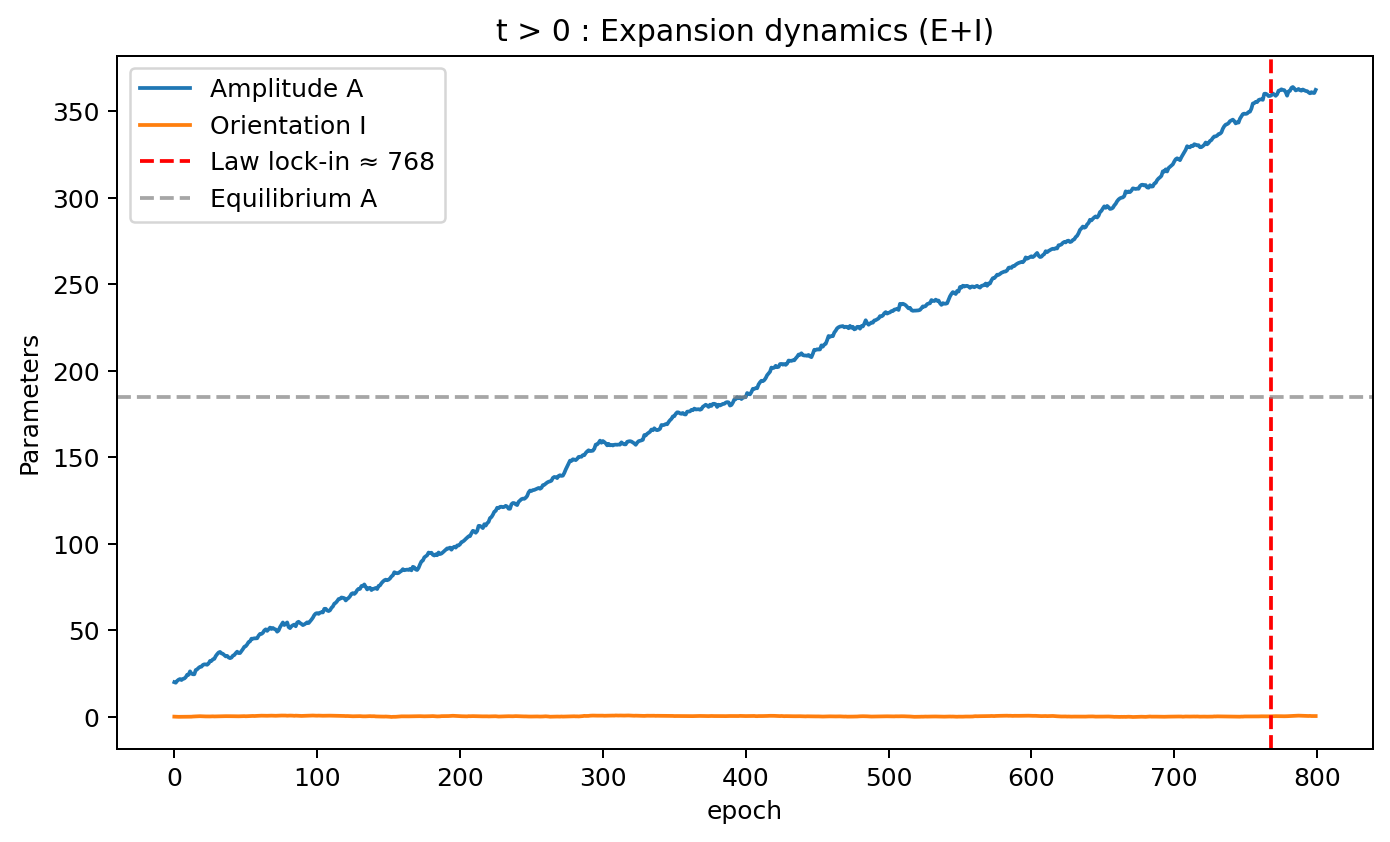 t > 0 : Expansion dynamics (E+I)
Amplitude A
Orientation I
Law lock-in ≈ 768
Equilibrium A
Parameters
350
300
250
200
150
100
50
0
0 100 200 300 400 500 600 700 800
epoch